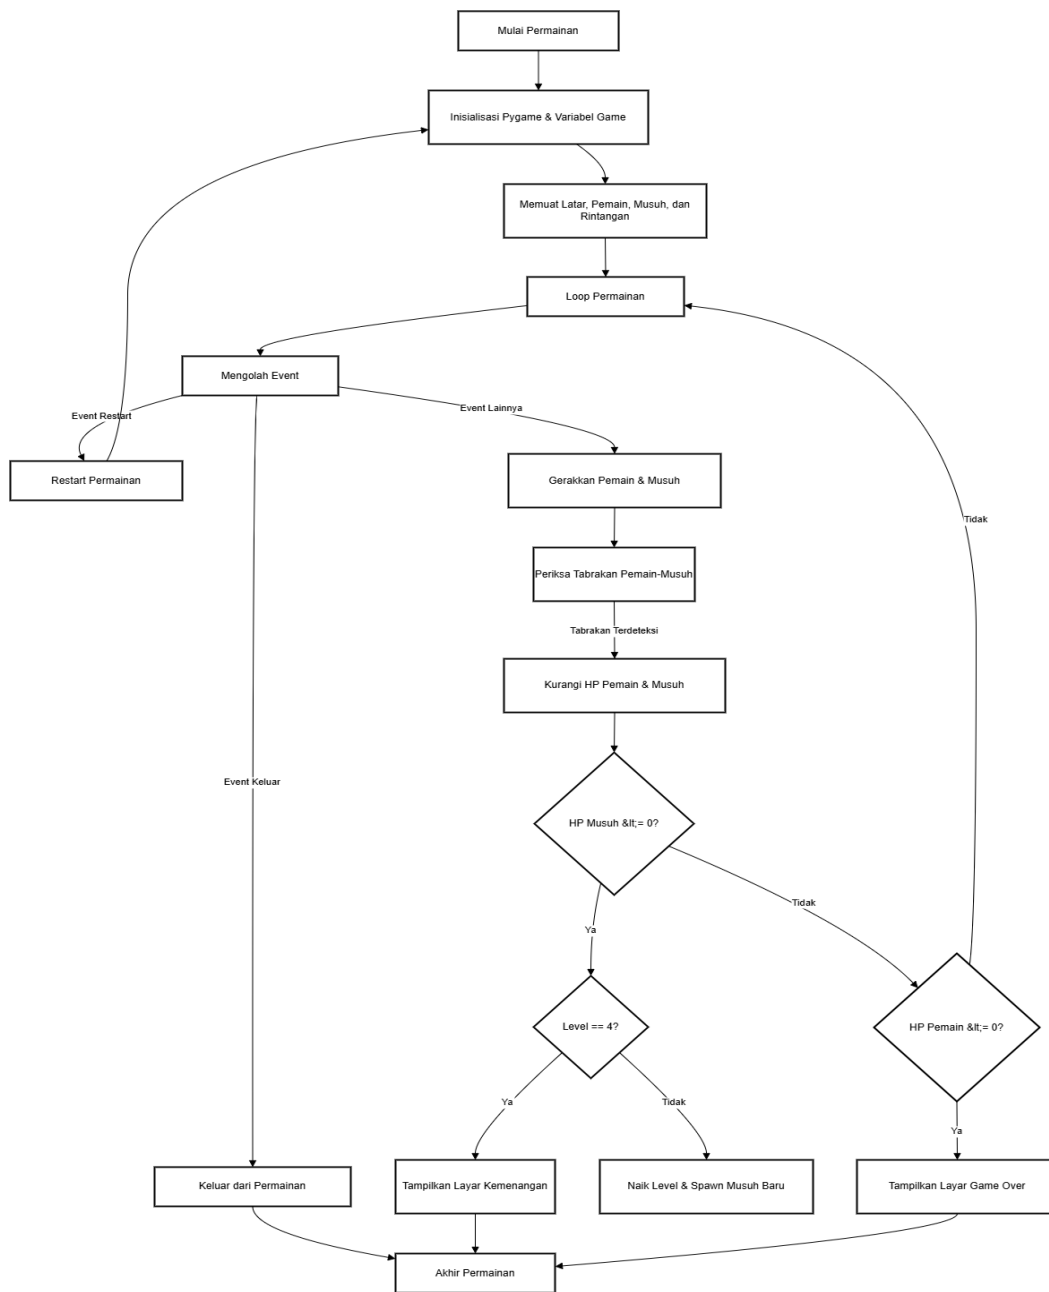 Mulai Permainan
Inisialisasi Pygame & Variabel Game
Memuat Latar, Pemain, Musuh, dan
Rintangan
Loop Permainan
Mengolah Event
Event Restart
Event Lainnya
Restart Permainan
Gerakkan Pemain & Musuh
Tidak
Periksa Tabrakan Pemain-Musuh
Tabrakan Terdeteksi
Kurangi HP Pemain & Musuh
Event Keluar
HP Musuh &lt;= 0?
Tidak
Ya
Level == 4?
HP Pemain &lt;= 0?
Ya
Tidak
Ya
Keluar dari Permainan
Tampilkan Layar Kemenangan
Naik Level & Spawn Musuh Baru
Tampilkan Layar Game Over
Akhir Permainan